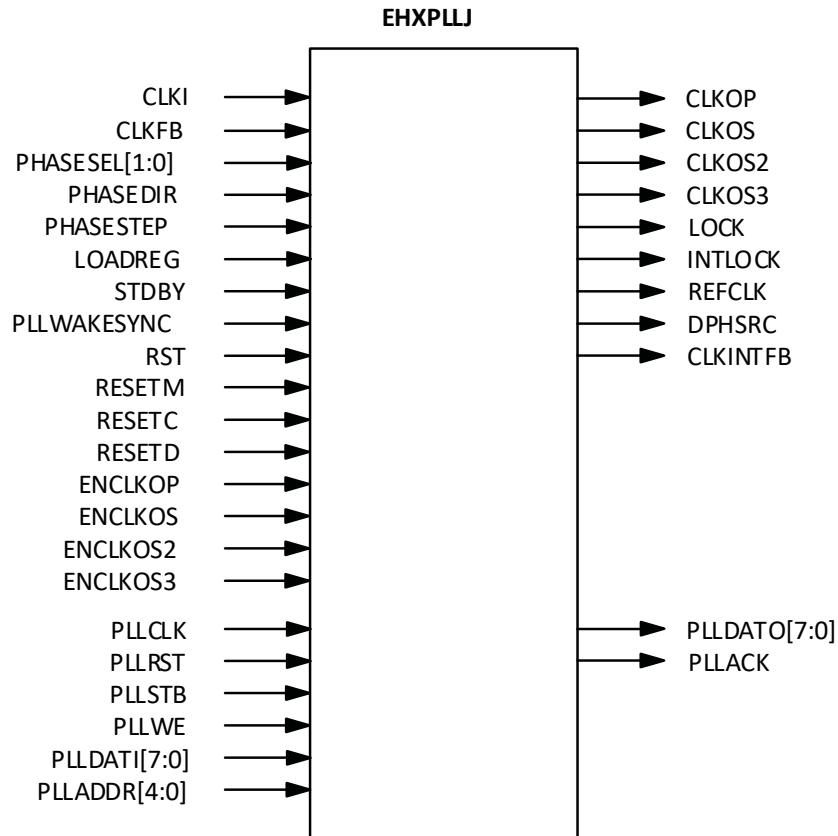 EHXPLLJ
CLKI
CLKFB
PHASESEL[1:0]
PHASEDIR
PHASESTEP
LOADREG
STDBY
PLLWAKESYNC
RST
RESETM
RESETC
RESETD
ENCLKOP
ENCLKOS
ENCLKOS2
ENCLKOS3
PLLCLK
PLLRST
PLLSTB
PLLWE
PLLDATI[7:0]
PLLADDR[4:0]
CLKOP
CLKOS
CLKOS2
CLKOS3
LOCK
INTLOCK
REFCLK
DPHSRC
CLKINTFB
PLLDATO[7:0]
PLLACK